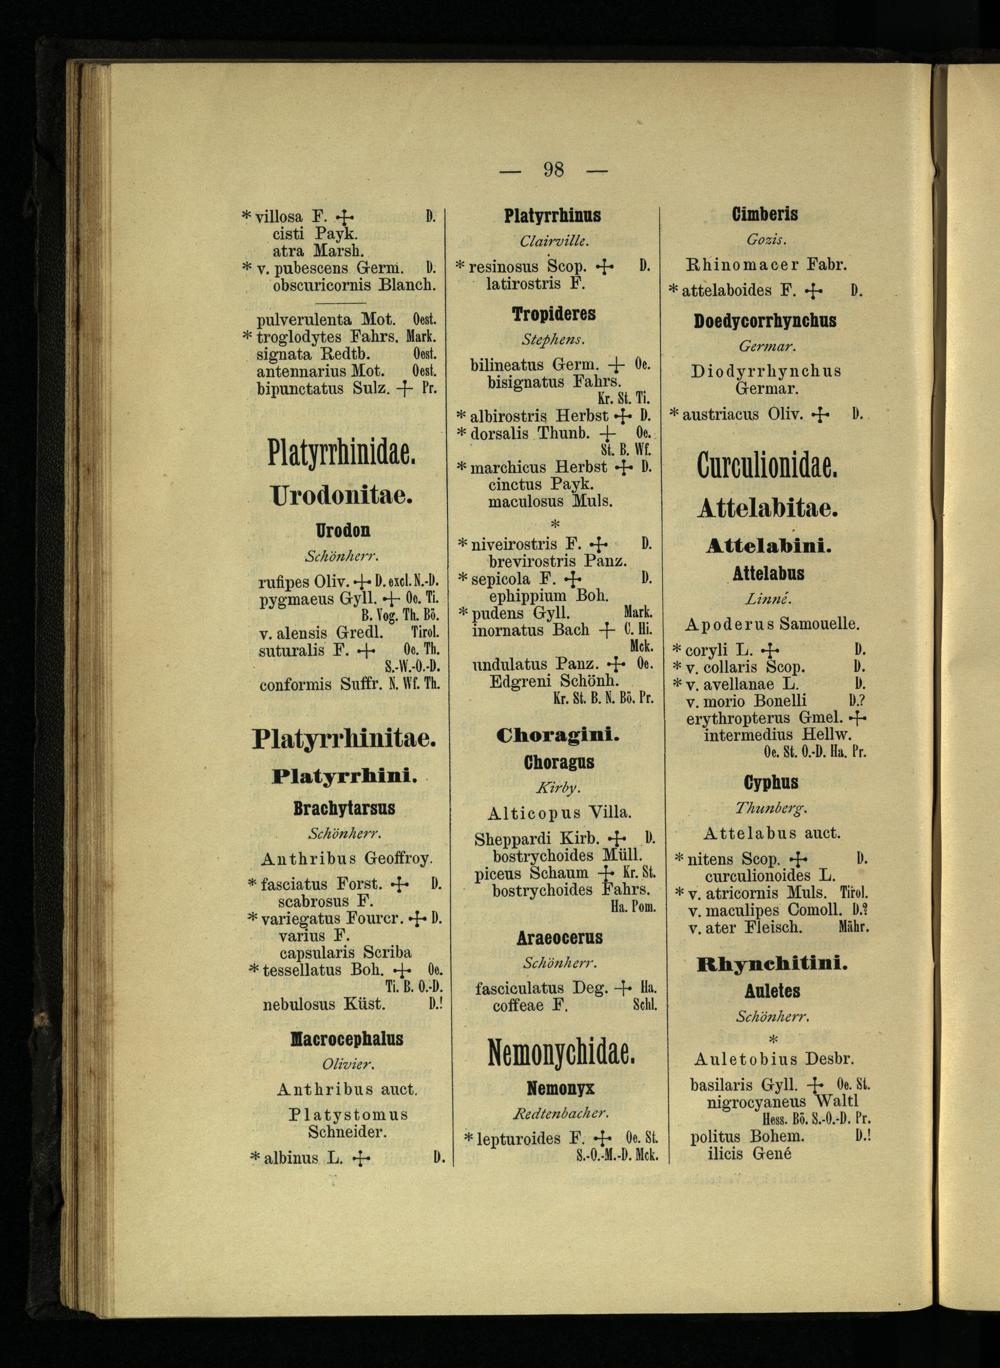 — 98 —
* villosa F. + D.
cisti Payk.
atra Marsh.
* v. pubescens Germ. D.
obscuricornis Blanch.
pulverulenta Mot. Oest.
* troglodytes Fahrs. Mark.
signata Redtb. Oest.
antennarius Mot. Oest.
bipunctatus Sulz. + Pr.
Platyrrhinidae.
Urodonitae.
Urodon
Schönherr.
rufipes Oliv. + D. excl. N.-D.
pygmaeus Gyll. + Oe. Ti.
B. Vog. Th. Bö.
v. alensis Gredl. Tirol.
suturalis F. + Oe. Th.
S.-W.-O.-D.
conformis Suffr. N. Wf. Th.
Platyrrhinitae.
Platyrrhini.
Brachytarsus
Schönherr.
Anthribus Geoffroy.
* fasciatus Forst. + D.
scabrosus F.
* variegatus Fourcr. + D.
varius F.
capsularis Scriba
* tessellatus Boh. + Oe.
Ti. B. O.-D.
nebulosus Küst. D.!
Macrocephalus
Olivier.
Anthribus auct.
Platystomus
Schneider.
* albinus L. + D.
Platyrrhinus
Clairville.
* resinosus Scop. + D.
latirostris F.
Tropideres
Stephens.
bilineatus Germ. + Oe.
bisignatus Fahrs.
Kr. St. Ti.
* albirostris Herbst + D.
* dorsalis Thunb. + Oe.
St. B. Wf.
* marchicus Herbst + D.
cinctus Payk.
maculosus Muls.
*
* niveirostris F. + D.
brevirostris Panz.
* sepicola F. + D.
ephippium Boh.
* pudens Gyll. Mark.
inornatus Bach + C. Hi.
Mck.
undulatus Panz. + Oe.
Edgreni Schönh.
Kr. St. B. N. Bö. Pr.
Choragini.
Choragus
Kirby.
Alticopus Villa.
Sheppardi Kirb. + D.
bostrychoides Müll.
piceus Schaum + Kr. St.
bostrychoides Fahrs.
Ha. Pom.
Araeocerus
Schönherr.
fasciculatus Deg. + Ha.
coffeae F. Schl.
Nemonychidae.
Nemonyx
Redtenbacher.
* lepturoides F. + Oe. St.
S.-O.-M.-D. Mck.
Cimberis
Gozis.
Rhinomacer Fabr.
* attelaboides F. + D.
Doedycorrhynchus
Germar.
Diodyrrhynchus
Germar.
* austriacus Oliv. + D.
Curculionidae.
Attelabitae.
Attelabini.
Attelabus
Linné.
Apoderus Samouelle.
* coryli L. + D.
* v. collaris Scop. D.
* v. avellanae L. D.
v. morio Bonelli D.?
erythropterus Gmel. +
intermedius Hellw.
Oe. St. O.-D. Ha. Pr.
Cyphus
Thunberg.
Attelabus auct.
* nitens Scop. + D.
curculionoides L.
* v. atricornis Muls. Tirol.
v. maculipes Comoll. D.?
v. ater Fleisch. Mähr.
Rhynchitini.
Auletes
Schönherr.
*
Auletobius Desbr.
basilaris Gyll. + Oe. St.
nigrocyaneus Waltl
Hess. Bö. S.-O.-D. Pr.
politus Bohem. D.!
ilicis Gené